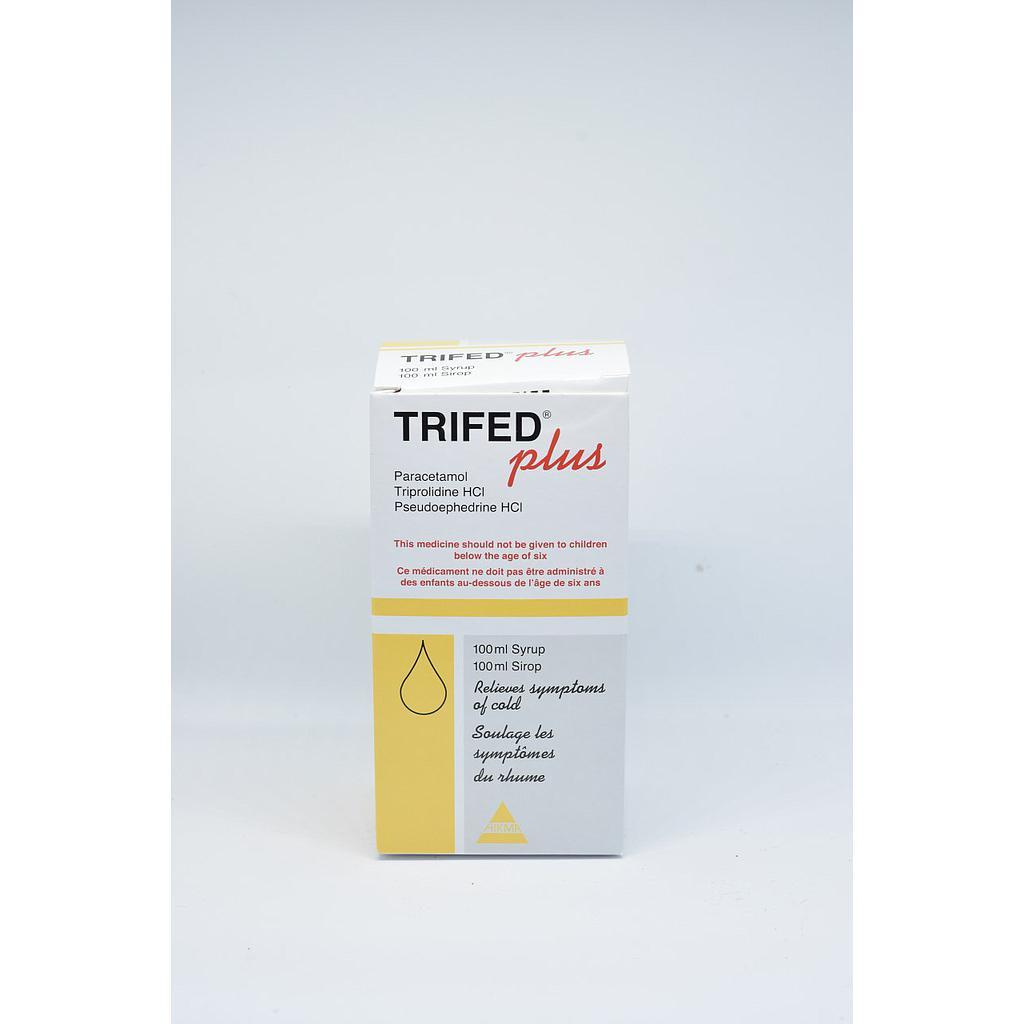 TRIFED™ plus
100 ml Syrup
100 ml Sirop
TRIFED®
plus
Paracetamol
Triprolidine HCl
Pseudoephedrine HCl
This medicine should not be given to children
below the age of six
Ce médicament ne doit pas être administré à
des enfants au-dessous de l'âge de six ans
100ml Syrup
100ml Sirop
Relieves symptoms
of cold
Soulage les
symptômes
du rhume
HIKMA